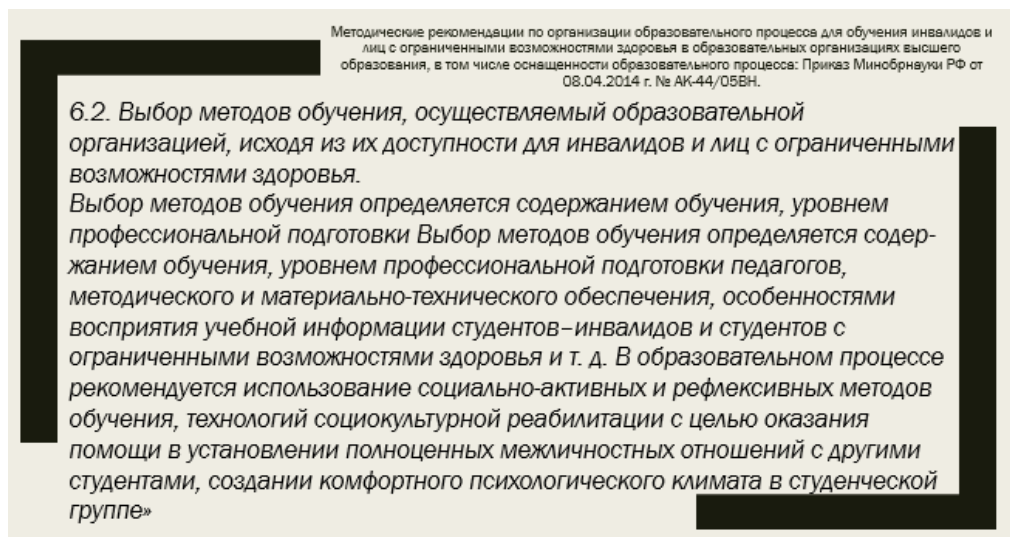 Методические рекомендации по организации образовательного процесса для обучения инвалидов и
лиц с ограниченными возможностями здоровья в образовательных организациях высшего
образования, в том числе оснащенности образовательного процесса: Приказ Минобрнауки РФ от
08.04.2014 г. № АК-44/05ВН.
6.2. Выбор методов обучения, осуществляемый образовательной
организацией, исходя из их доступности для инвалидов и лиц с ограниченными
возможностями здоровья.
Выбор методов обучения определяется содержанием обучения, уровнем
профессиональной подготовки Выбор методов обучения определяется содер-
жанием обучения, уровнем профессиональной подготовки педагогов,
методического и материально-технического обеспечения, особенностями
восприятия учебной информации студентов–инвалидов и студентов с
ограниченными возможностями здоровья и т. д. В образовательном процессе
рекомендуется использование социально-активных и рефлексивных методов
обучения, технологий социокультурной реабилитации с целью оказания
помощи в установлении полноценных межличностных отношений с другими
студентами, создании комфортного психологического климата в студенческой
группе»